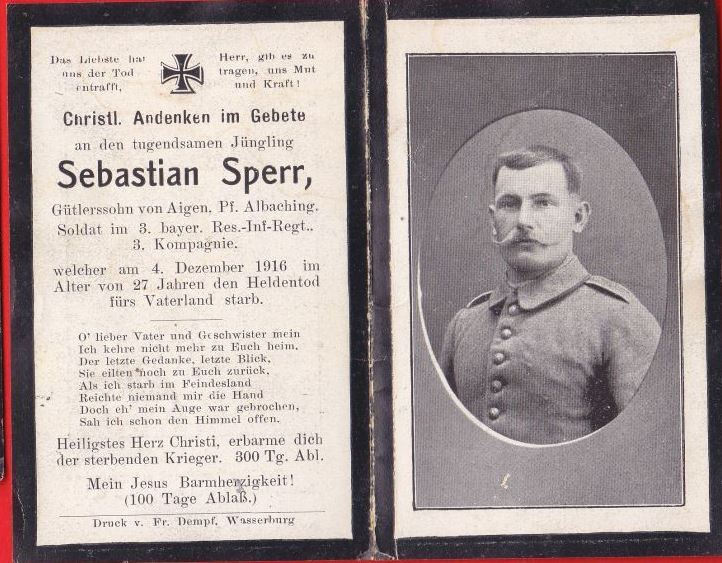 Das Liebste hat
uns der Tod
entrafft,
Herr, gib es zu
tragen, uns Mut
und Kraft!
Christl. Andenken im Gebete
an den tugendsamen Jüngling
Sebastian Sperr,
Gütlerssohn von Aigen, Pf. Albaching.
Soldat im 3. bayer. Res.-Inf-Regt..
3. Kompagnie.
welcher am 4. Dezember 1916 im
Alter von 27 Jahren den Heldentod
fürs Vaterland starb.
O' lieber Vater und Geschwister mein
Ich kehre nicht mehr zu Euch heim.
Der letzte Gedanke, letzte Blick,
Sie eilten noch zu Euch zurück,
Als ich starb im Feindesland
Reichte niemand mir die Hand
Doch eh' mein Auge war gebrochen,
Sah ich schon den Himmel offen.
Heiligstes Herz Christi, erbarme dich
der sterbenden Krieger. 300 Tg. Abl.
Mein Jesus Barmherzigkeit!
(100 Tage Ablaß.)
Druck v. Fr. Dempf, Wasserburg